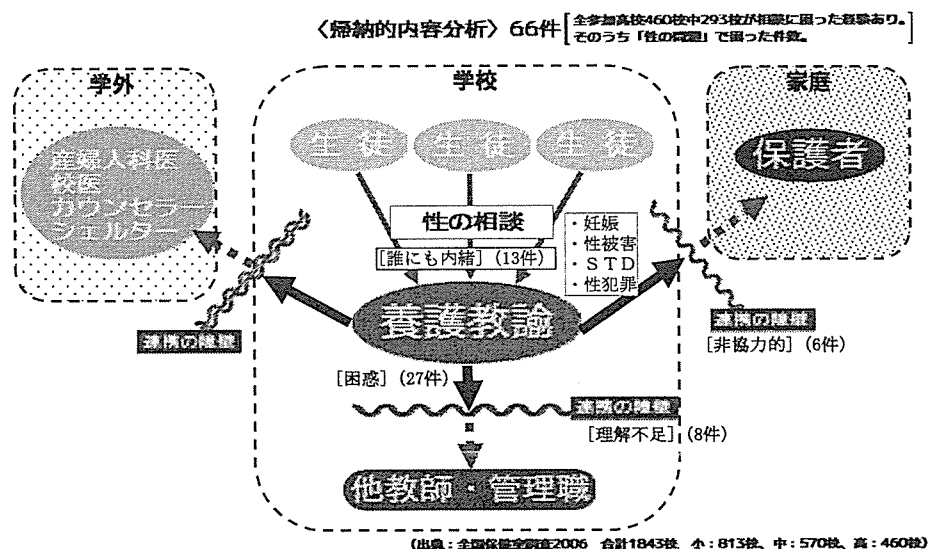 〈帰納的内容分析〉66件
全参加高校460校中293校が相談に困った経験あり。
そのうち「性の問題」で困った件数。
学外
学校
家庭
生徒
生徒
生徒
保護者
産婦人科医
校医
カウンセラー
シェルター
性の相談
[誰にも内緒](13件)
・妊娠
・性被害
・STD
・性犯罪
養護教諭
連携の障壁
連携の障壁
[非協力的](6件)
[困惑](27件)
連携の障壁
[理解不足](8件)
他教師・管理職
(出典:全国保健室調査2006 合計1843校、小:813校、中:570校、高:460校)